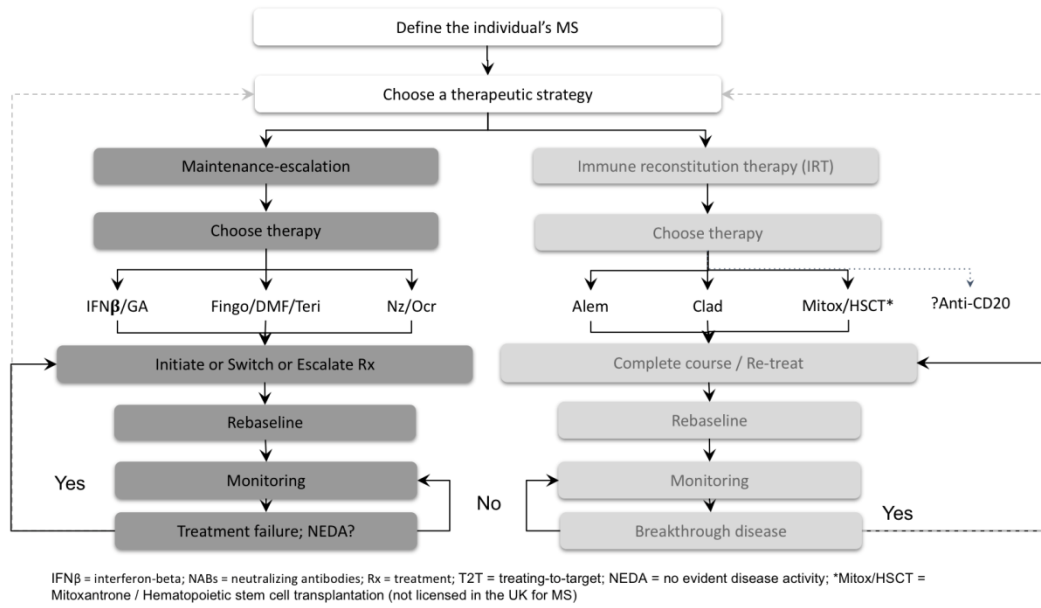 Define the individual's MS
Choose a therapeutic strategy
Maintenance-escalation
Immune reconstitution therapy (IRT)
Choose therapy
Choose therapy
IFNβ/GA
Fingo/DMF/Teri
Nz/Ocr
Alem
Clad
Mitox/HSCT*
?Anti-CD20
Initiate or Switch or Escalate Rx
Complete course / Re-treat
Rebaseline
Rebaseline
Yes
Monitoring
No
Monitoring
Treatment failure; NEDA?
Breakthrough disease
Yes
IFNβ = interferon-beta; NABs = neutralizing antibodies; Rx = treatment; T2T = treating-to-target; NEDA = no evident disease activity; *Mitox/HSCT =
Mitoxantrone / Hematopoietic stem cell transplantation (not licensed in the UK for MS)